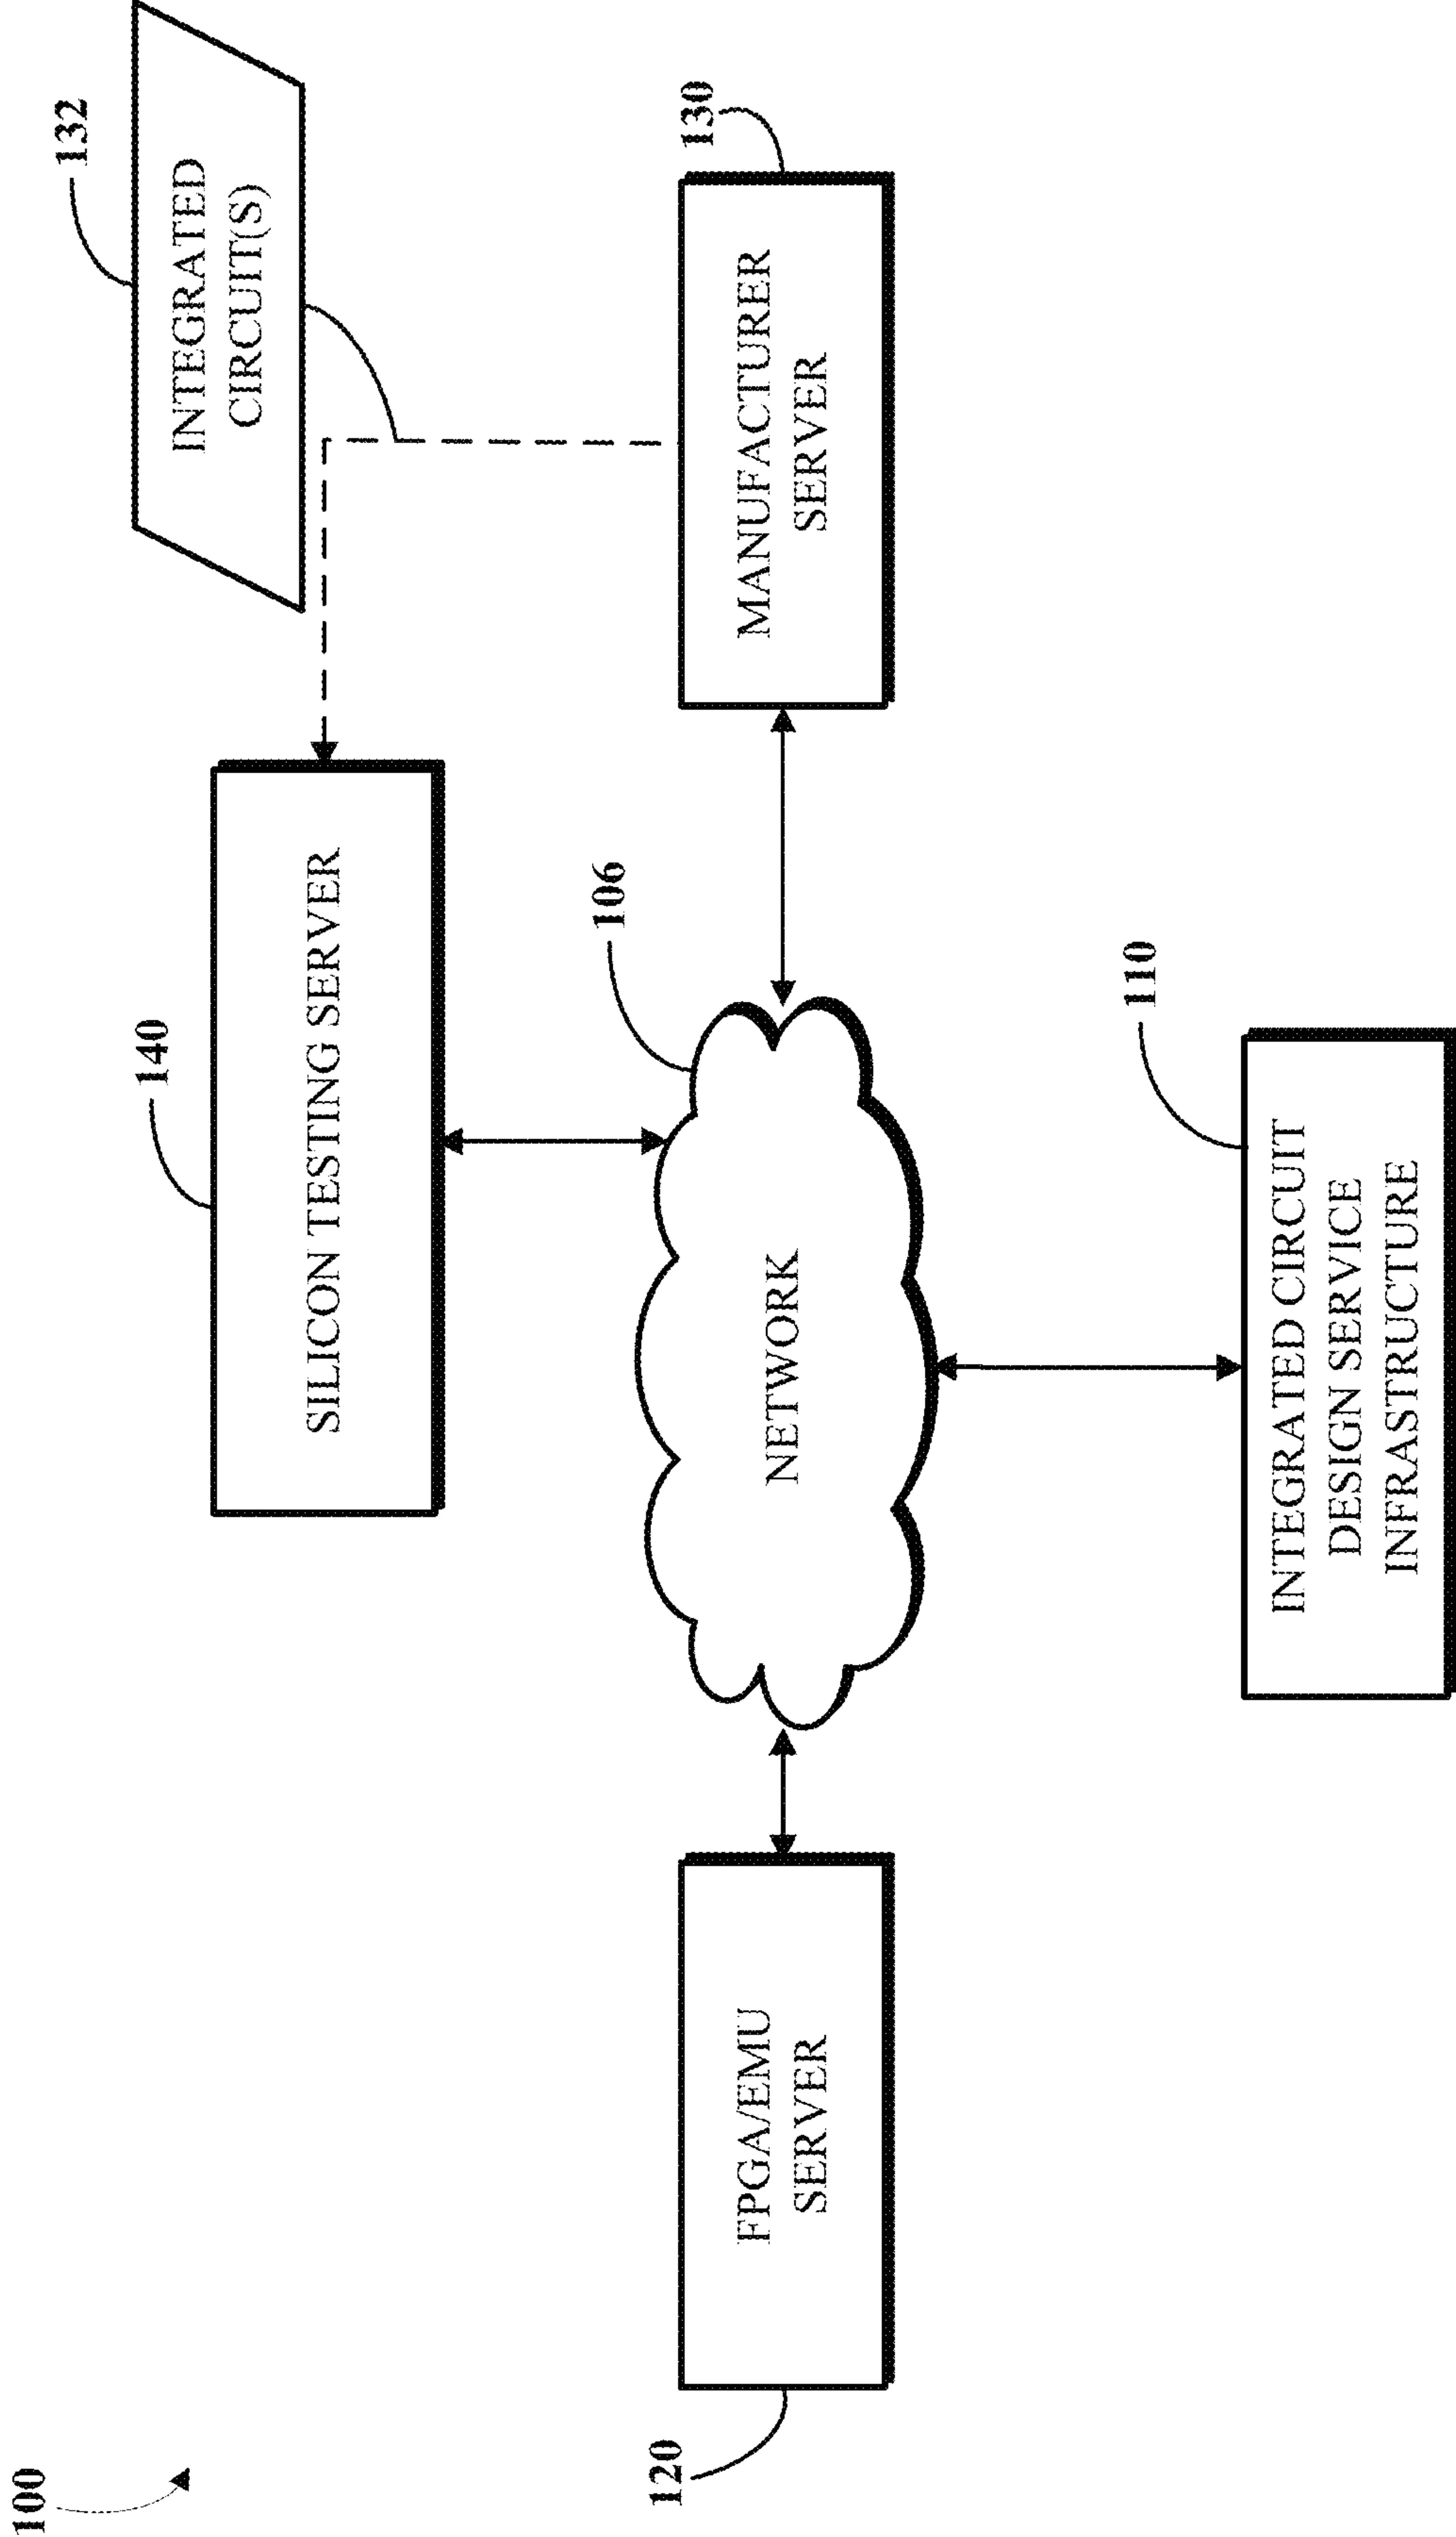 100
132
INTEGRATED
CIRCUIT(S)
140
SILICON TESTING SERVER
106
120
FPGA/EMU
SERVER
NETWORK
130
MANUFACTURER
SERVER
110
INTEGRATED CIRCUIT
DESIGN SERVICE
INFRASTRUCTURE